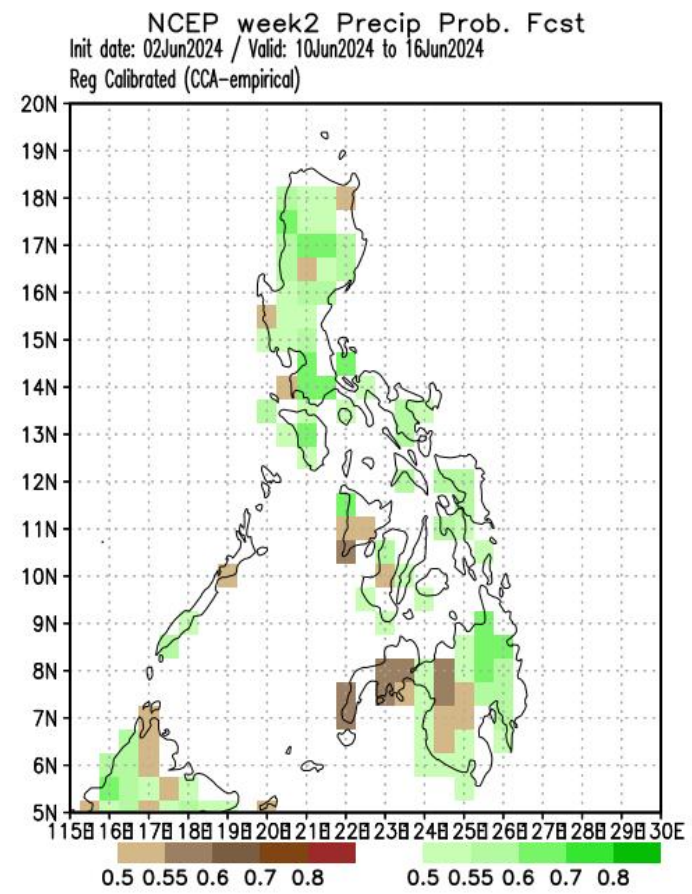 NCEP week2 Precip Prob. Fcst
Init date: 02Jun2024 / Valid: 10Jun2024 to 16Jun2024
Reg Calibrated (CCA-empirical)
20N
19N
18N
17N
16N
15N
14N
13N
12N
11N
10N
9N
8N
7N
6N
5N
115E 116E 117E 118E 119E 120E 121E 122E 123E 124E 125E 126E 127E 128E 129E 130E
0.5 0.55 0.6 0.7 0.8 0.5 0.55 0.6 0.7 0.8